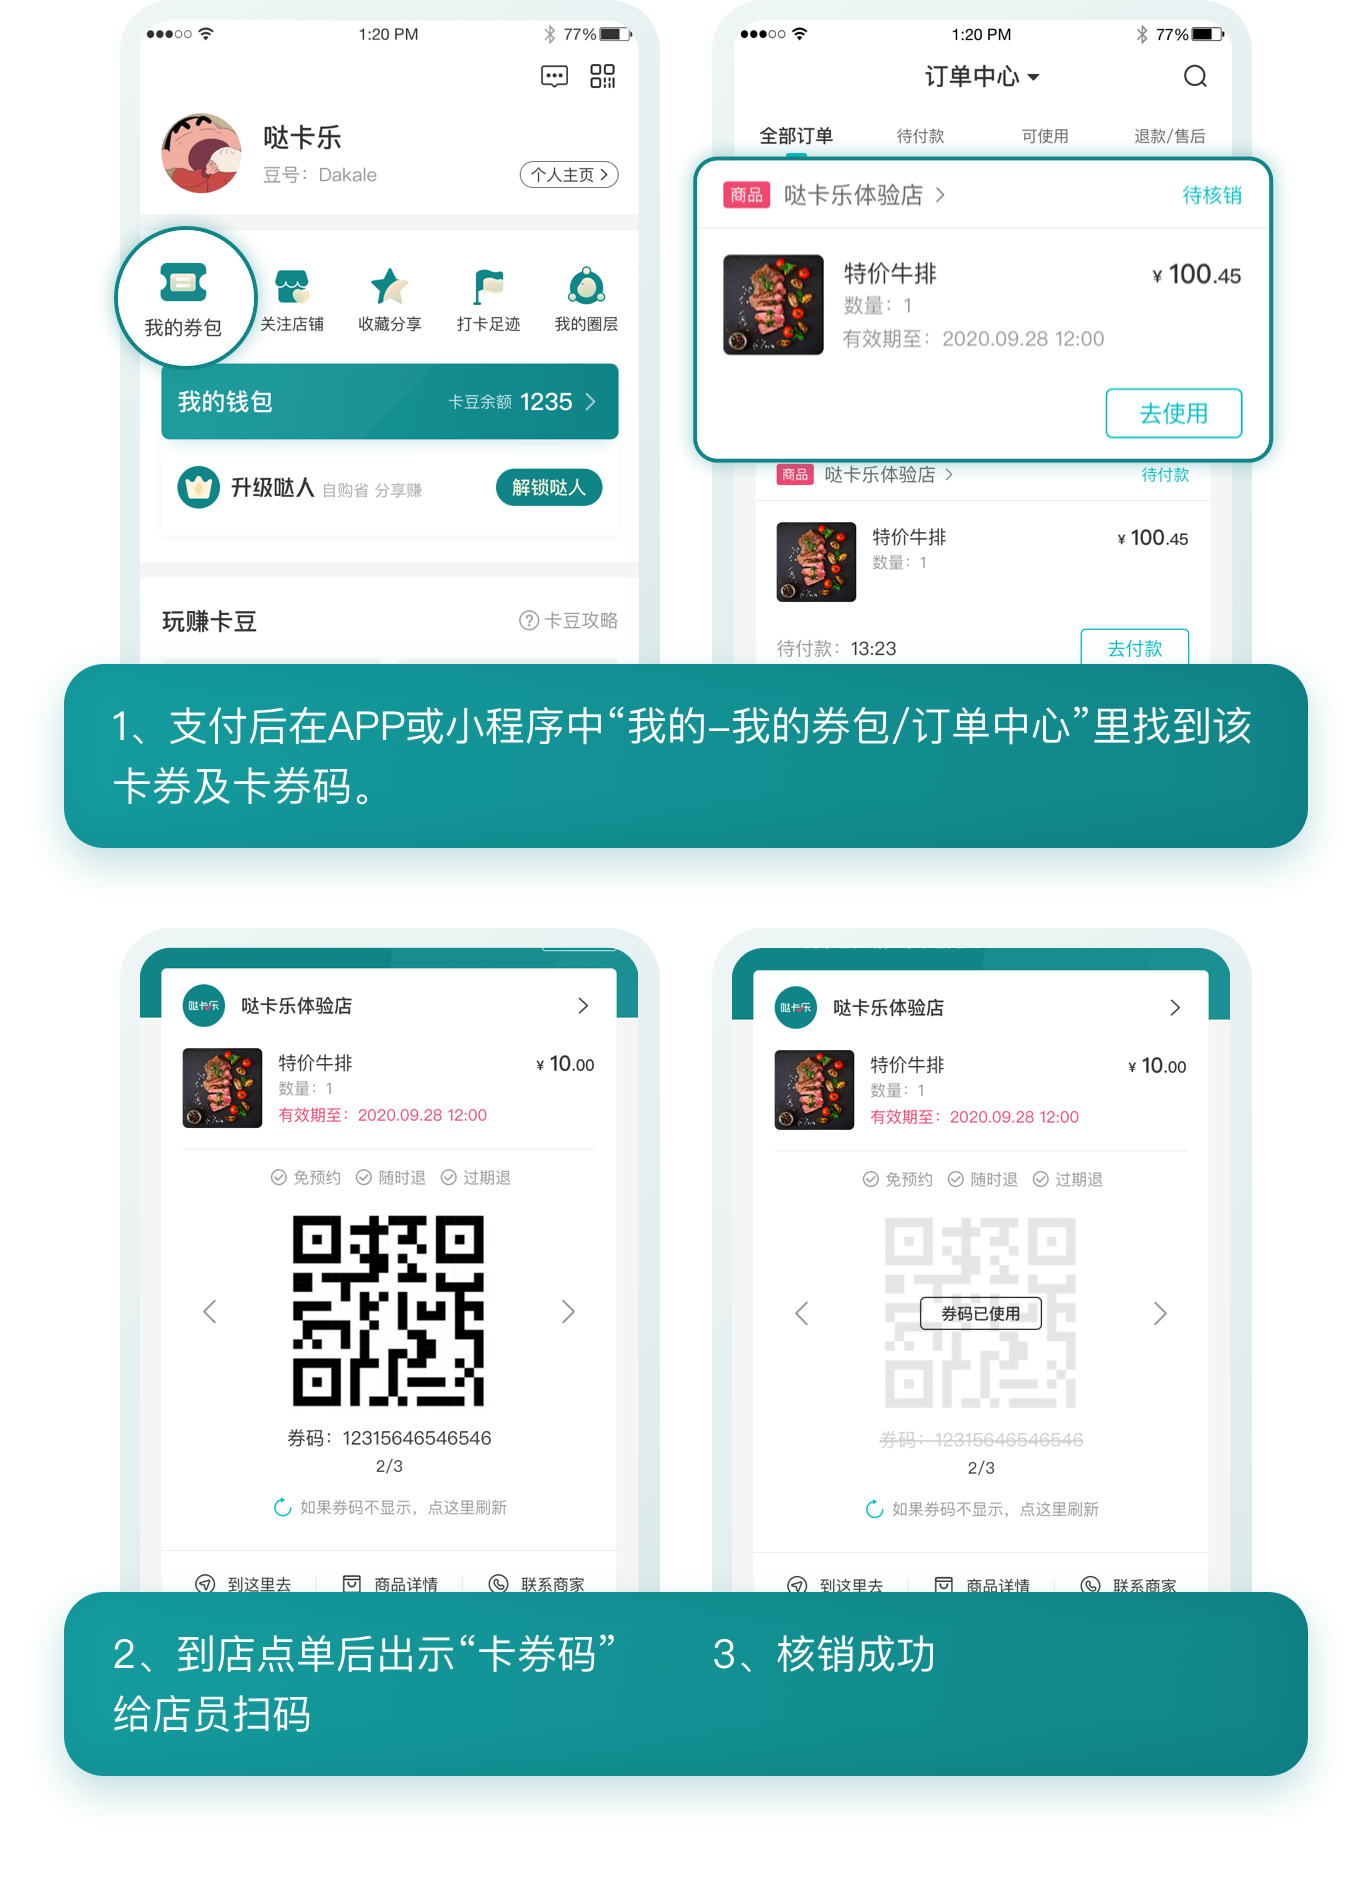 1:20 PM
77%
哒卡乐
豆号：Dakale
个人主页
我的券包
关注店铺
收藏分享
打卡足迹
我的圈层
我的钱包
卡豆余额 1235
升级哒人 自购省 分享赚
解锁哒人
玩赚卡豆
卡豆攻略
1:20 PM
77%
订单中心
全部订单
待付款
可使用
退款/售后
商品 哒卡乐体验店
待核销
特价牛排
¥ 100.45
数量：1
有效期至：2020.09.28 12:00
去使用
商品 哒卡乐体验店
待付款
特价牛排
¥ 100.45
数量：1
待付款：13:23
去付款
1、支付后在APP或小程序中“我的–我的券包/订单中心”里找到该
卡券及卡券码。
哒卡乐
哒卡乐体验店
特价牛排
¥ 10.00
数量：1
有效期至：2020.09.28 12:00
免预约 随时退 过期退
券码：12315646546546
2/3
如果券码不显示，点这里刷新
到这里去
商品详情
联系商家
哒卡乐
哒卡乐体验店
特价牛排
¥ 10.00
数量：1
有效期至：2020.09.28 12:00
免预约 随时退 过期退
券码已使用
券码：12315646546546
2/3
如果券码不显示，点这里刷新
到这里去
商品详情
联系商家
2、到店点单后出示“卡券码”
给店员扫码
3、核销成功